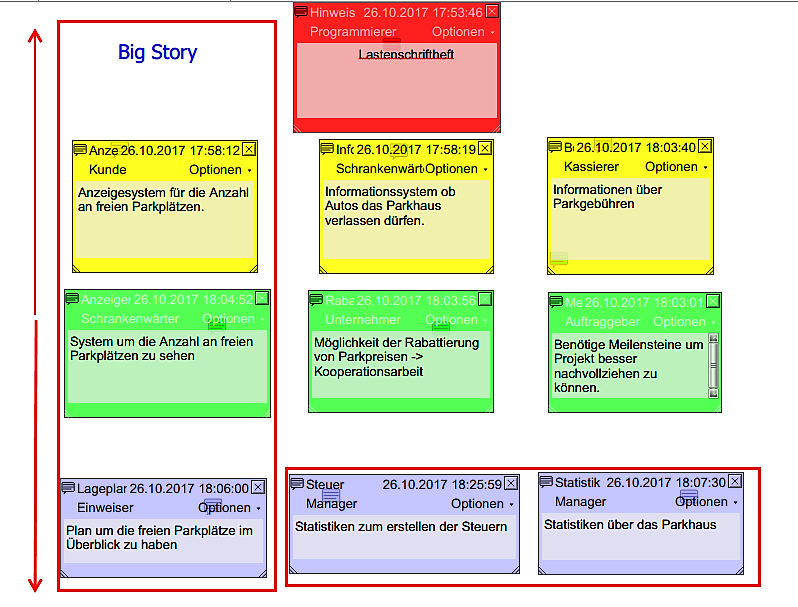 Hinweis 26.10.2017 17:53:46
Programmierer Optionen
Lastenschriftheft
Big Story
Anze 26.10.2017 17:58:12
Kunde Optionen
Anzeigesystem für die Anzahl
an freien Parkplätzen.
Info 26.10.2017 17:58:19
Schrankenwärt Optionen
Informationssystem ob
Autos das Parkhaus
verlassen dürfen.
26.10.2017 18:03:40
Kassierer Optionen
Informationen über
Parkgebühren
Anzeiger 26.10.2017 18:04:52
Schrankenwärter Optionen
System um die Anzahl an freien
Parkplätzen zu sehen
Raba 26.10.2017 18:03:56
Unternehmer Optionen
Möglichkeit der Rabattierung
von Parkpreisen ->
Kooperationsarbeit
Me 26.10.2017 18:03:01
Auftraggeber Optionen
Benötige Meilensteine um
Projekt besser
nachvollziehen zu
können.
Lageplan 26.10.2017 18:06:00
Einweiser Optionen
Plan um die freien Parkplätze im
Überblick zu haben
Steuer 26.10.2017 18:25:59
Manager Optionen
Statistiken zum erstellen der Steuern
Statistik 26.10.2017 18:07:30
Manager Optionen
Statistiken über das Parkhaus